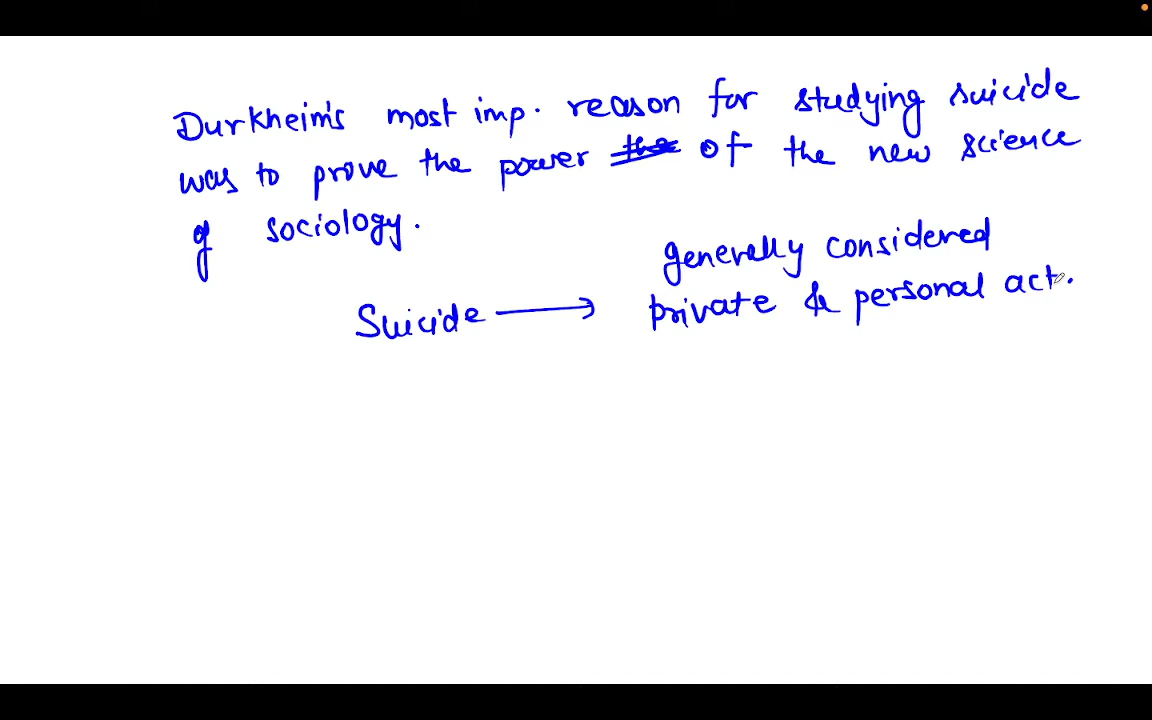 Durkheim's most imp. reason for studying suicide
was to prove the power of the new science
of sociology.
generally considered
Suicide → private & personal act.